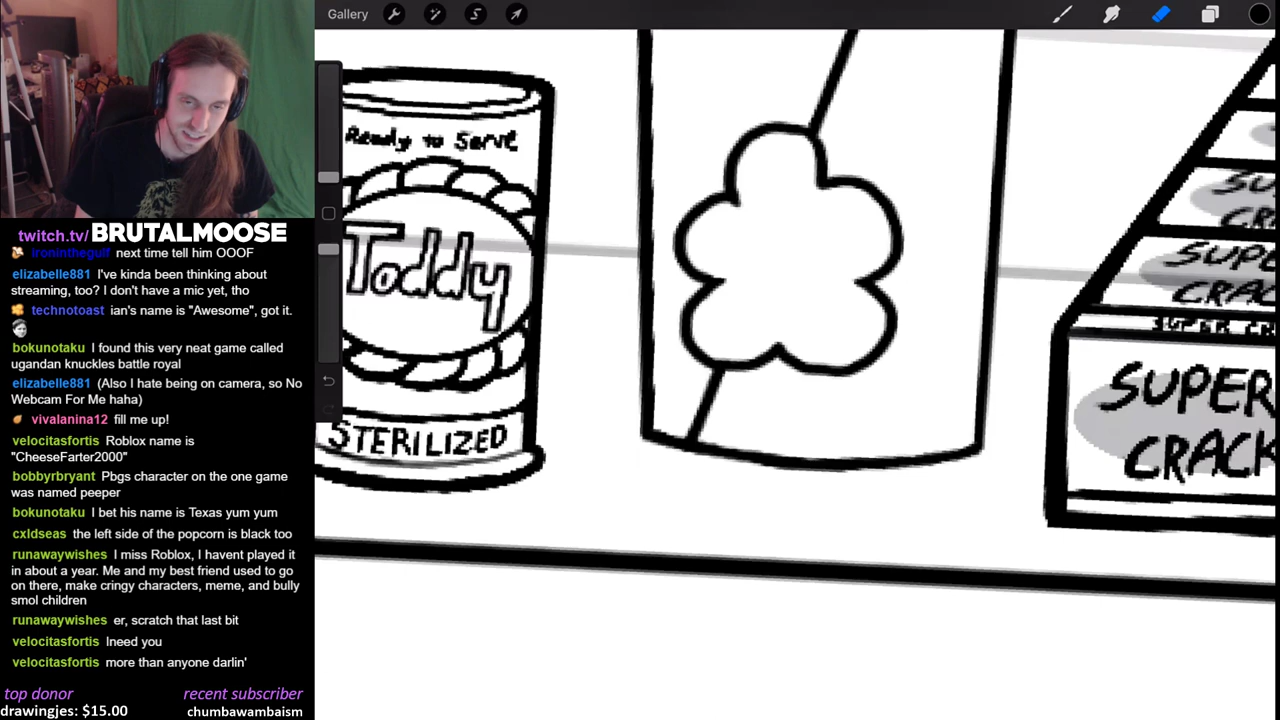 Gallery
Ready to Serve
Toddy
STERILIZED
SUPER
CRACK
twitch.tv/BRUTALMOOSE
ironinthegulf next time tell him OOOF
elizabelle881 I've kinda been thinking about
streaming, too? I don't have a mic yet, tho
technotoast ian's name is "Awesome", got it.
bokunotaku I found this very neat game called
ugandan knuckles battle royal
elizabelle881 (Also I hate being on camera, so No
Webcam For Me haha)
vivalanina12 fill me up!
velocitasfortis Roblox name is
"CheeseFarter2000"
bobbyrbryant Pbgs character on the one game
was named peeper
bokunotaku I bet his name is Texas yum yum
cxldseas the left side of the popcorn is black too
runawaywishes I miss Roblox, I havent played it
in about a year. Me and my best friend used to go
on there, make cringy characters, meme, and bully
smol children
runawaywishes er, scratch that last bit
velocitasfortis Ineed you
velocitasfortis more than anyone darlin'
top donor
drawingjes: $15.00
recent subscriber
chumbawambaism